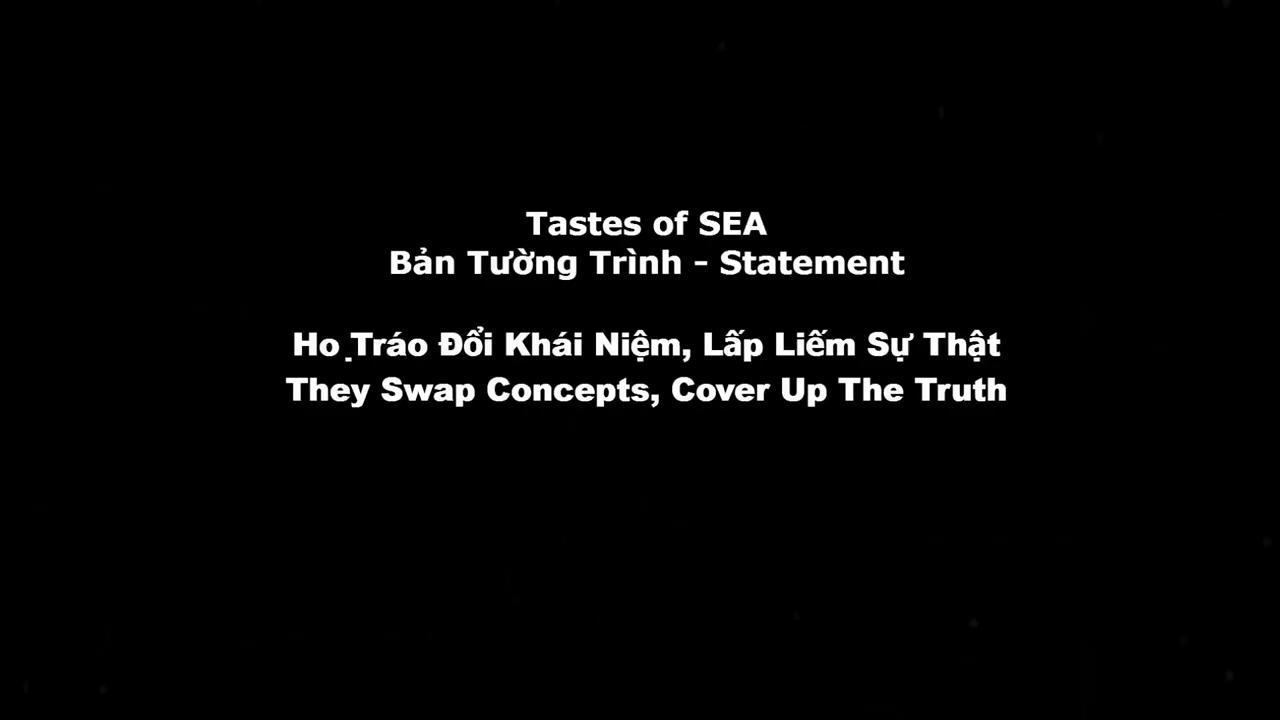 Tastes of SEA
Bản Tường Trình - Statement
Họ Tráo Đổi Khái Niệm, Lấp Liếm Sự Thật
They Swap Concepts, Cover Up The Truth